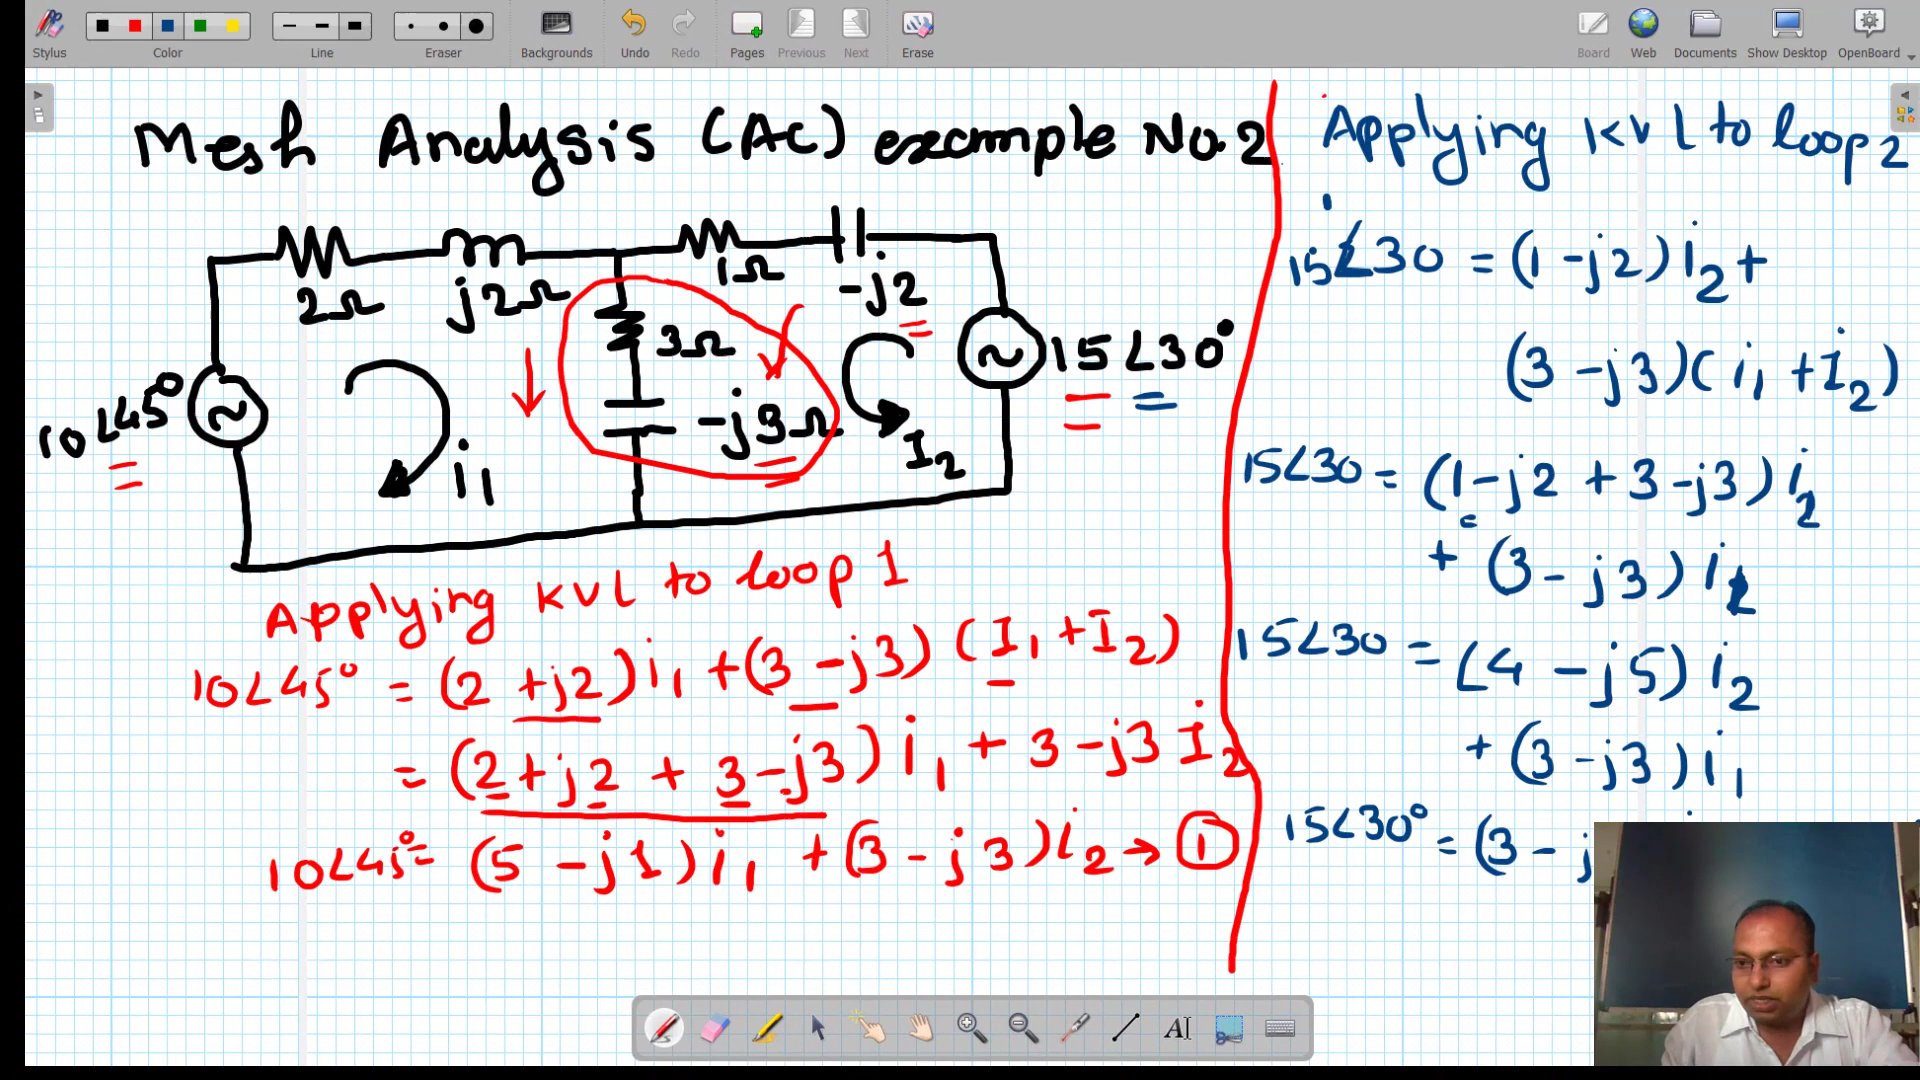 Stylus
Color
Line
Eraser
Backgrounds
Undo
Redo
Pages
Previous
Next
Erase
Board
Web
Documents
Show Desktop
OpenBoard
Mesh Analysis (AC) example No.2
2Ω
j2Ω
1Ω
-j2
3Ω
-j3Ω
10∠45°
i₁
I₂
15∠30°
Applying KVL to loop 1
10∠45° = (2 +j2)i₁ +(3 -j3) (I₁ +I₂)
= (2+j2 + 3-j3) i₁ + 3-j3 I₂
10∠45°= (5 -j1) i₁ +(3-j3)i₂ → ①
Applying KVL to loop 2
15∠30 = (1-j2) i₂ +
(3 -j3)( i₁ +I₂)
15∠30 = (1-j2 + 3-j3) i₂
+ (3-j3) i
15∠30 = (4 -j5) i₂
+ (3-j3) i₁
15∠30° = (3-j
AI